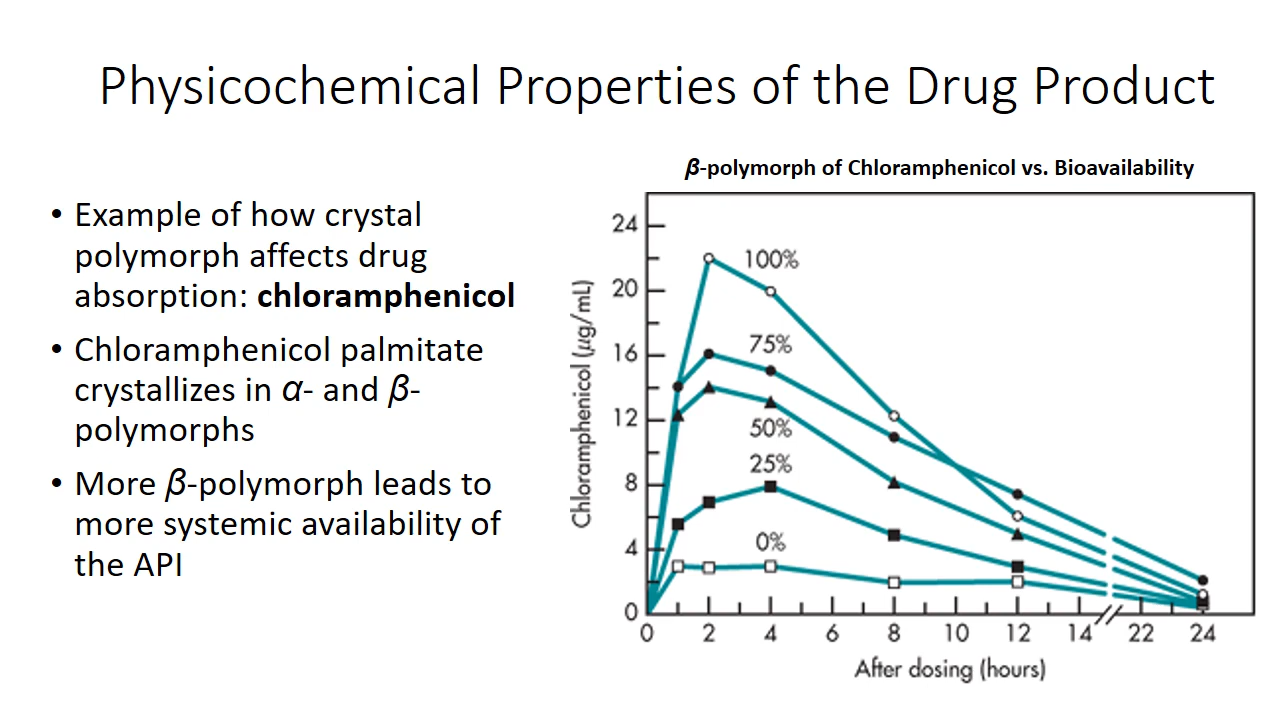 Physicochemical Properties of the Drug Product
• Example of how crystal
polymorph affects drug
absorption: chloramphenicol
• Chloramphenicol palmitate
crystallizes in α- and β-
polymorphs
• More β-polymorph leads to
more systemic availability of
the API
β-polymorph of Chloramphenicol vs. Bioavailability
Chloramphenicol (μg/mL)
24
20
16
12
8
4
0
100%
75%
50%
25%
0%
0 2 4 6 8 10 12 14 22 24
After dosing (hours)